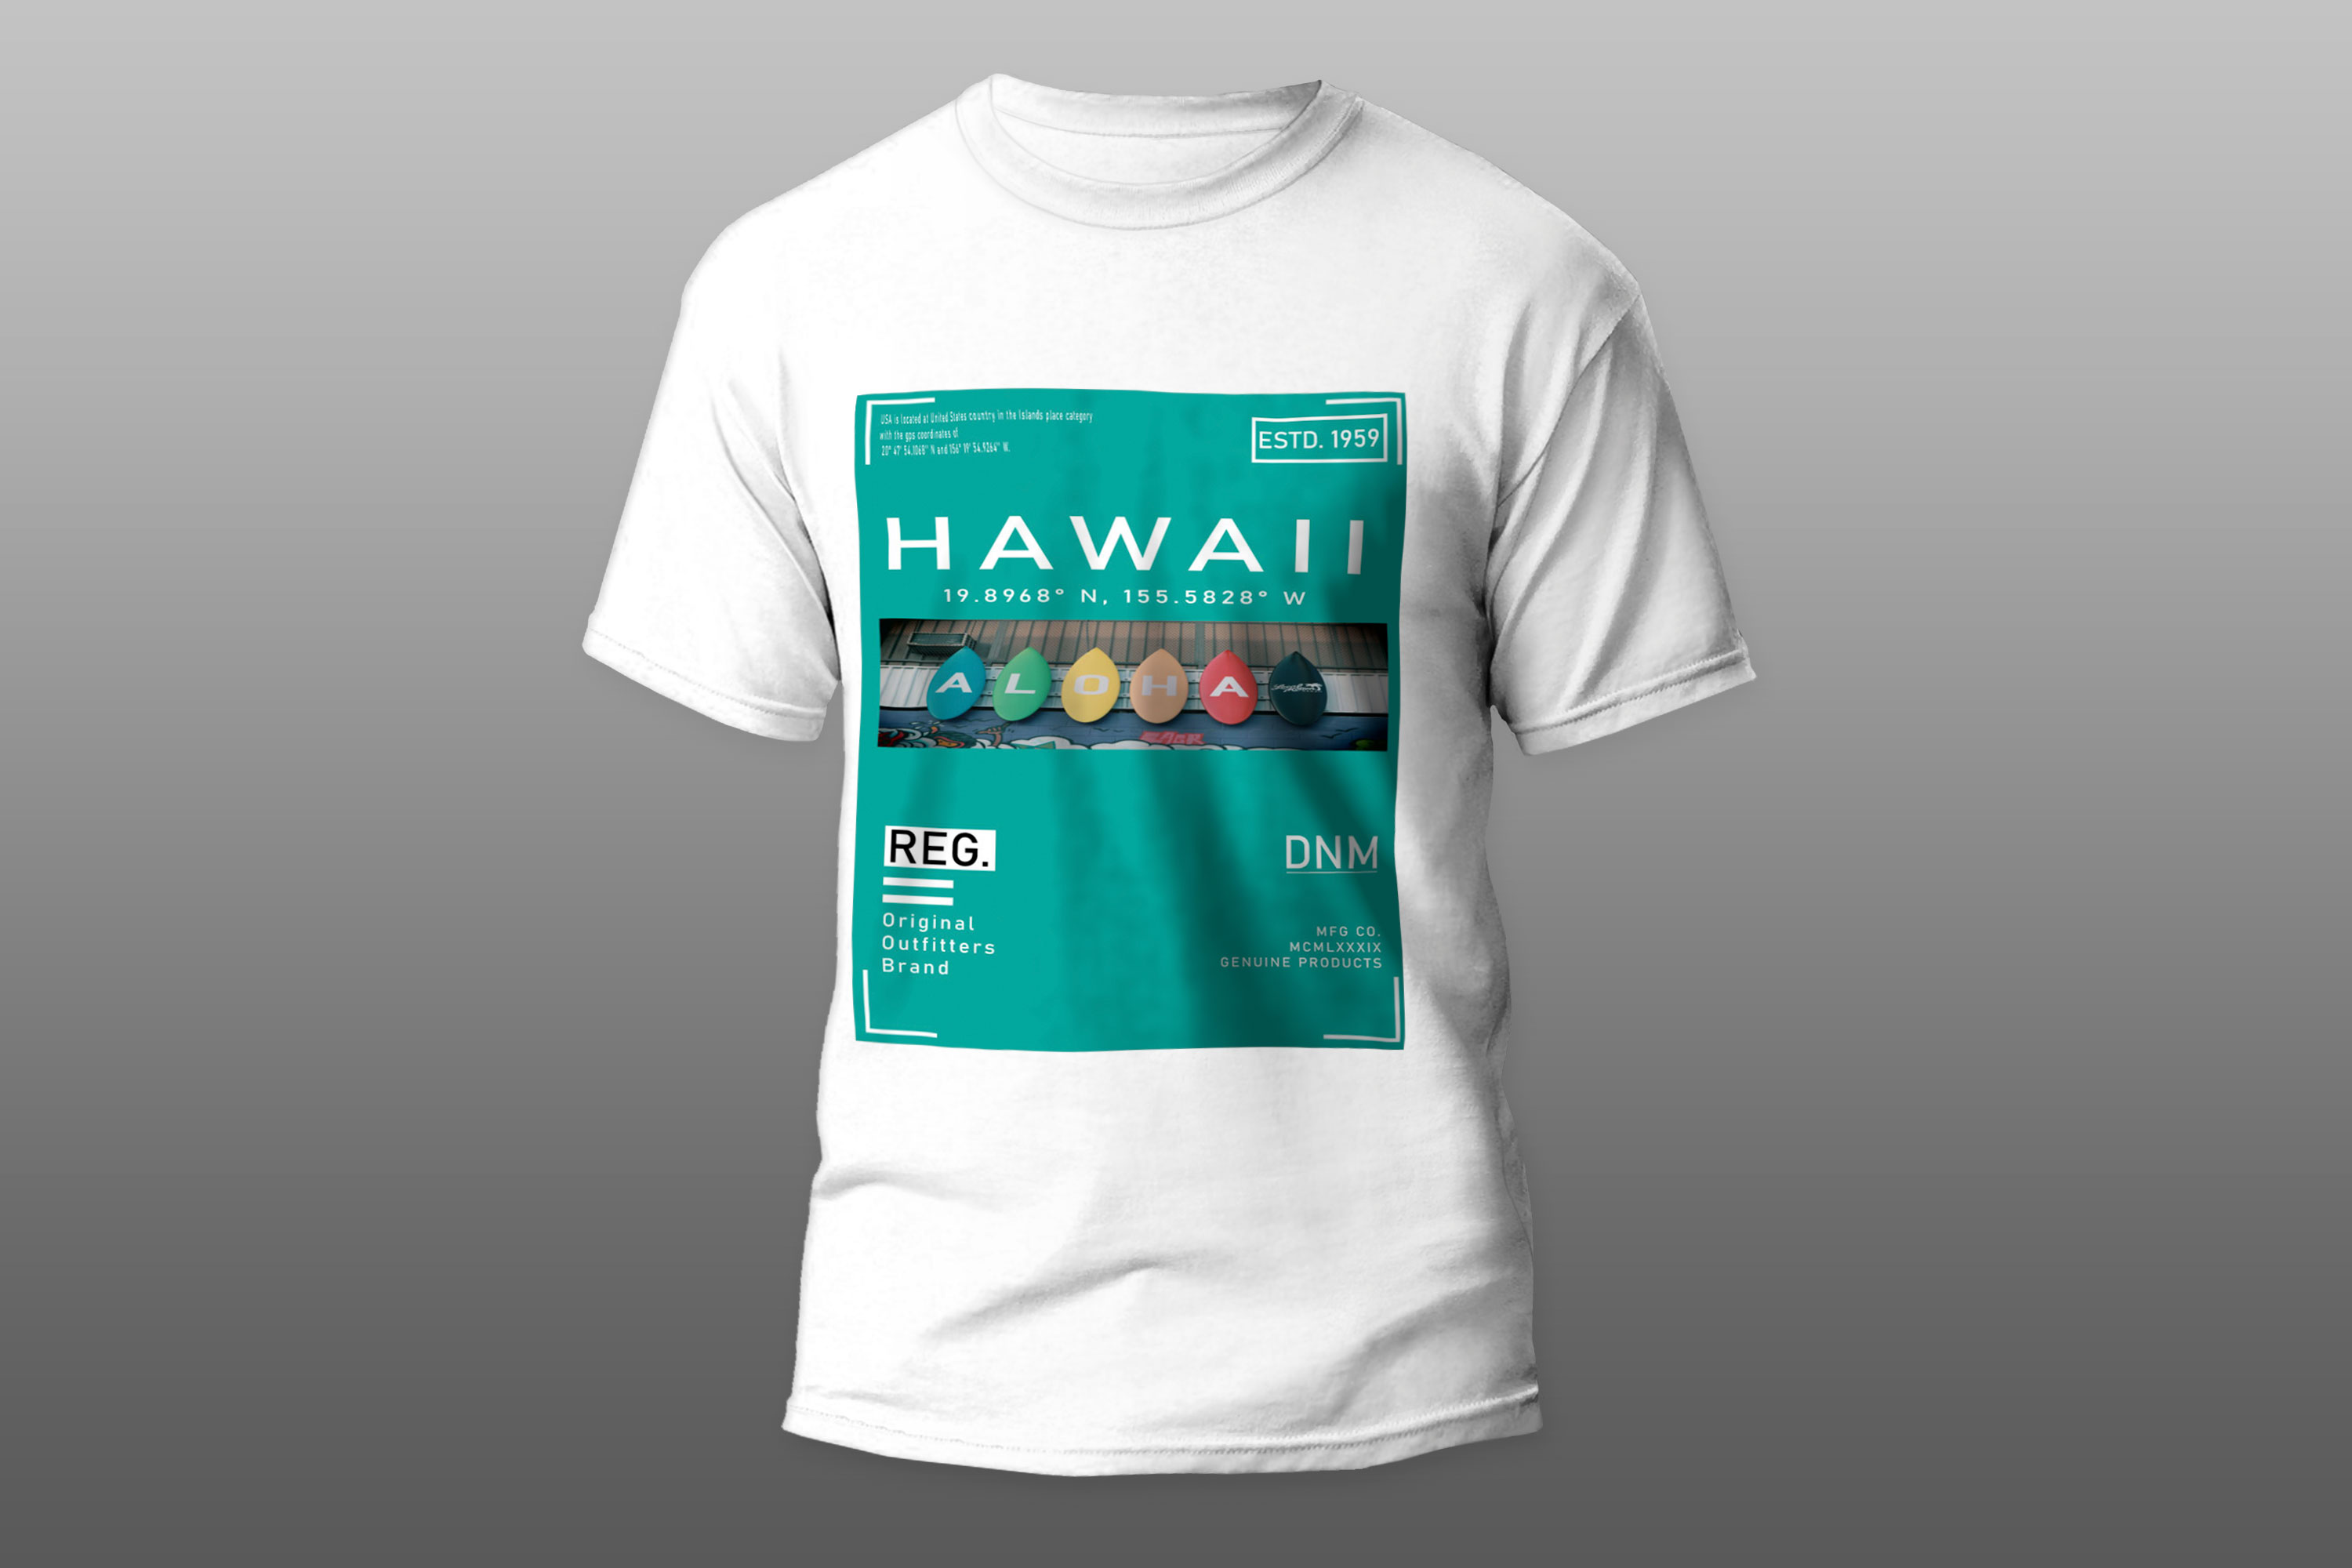 USA is located at United States country in the Islands place category
with the gps coordinates of
20° 47' 54.1068'' N and 156° 19' 54.9264'' W.
ESTD. 1959
HAWAII
19.8968° N, 155.5828° W
ALOHA
REG.
DNM
Original
Outfitters
Brand
MFG CO.
MCMLXXXIX
GENUINE PRODUCTS